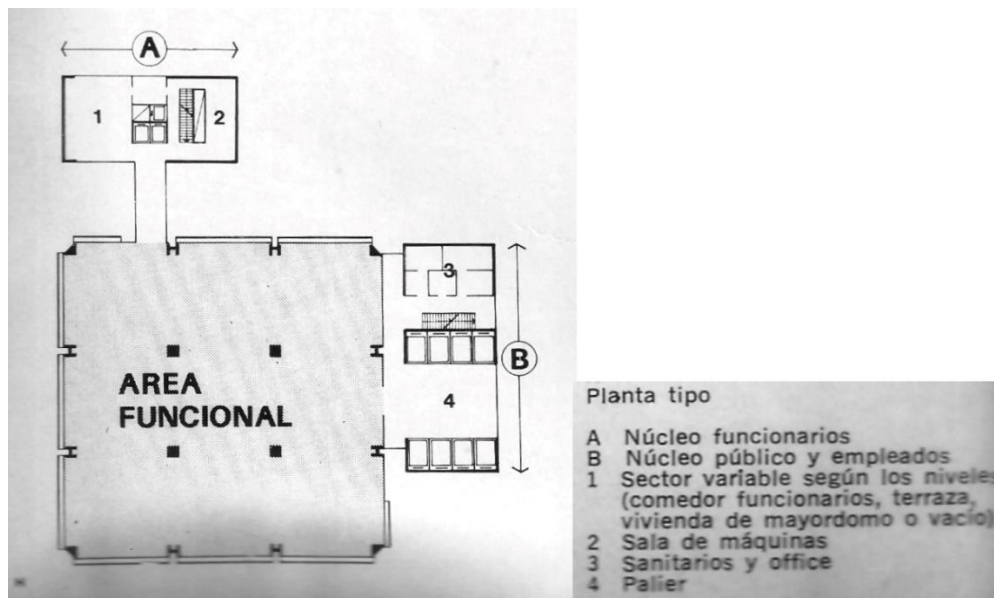 A
1
2
3
B
AREA
FUNCIONAL
4
Planta tipo
A Núcleo funcionarios
B Núcleo público y empleados
1 Sector variable según los niveles
(comedor funcionarios, terraza,
vivienda de mayordomo o vacío)
2 Sala de máquinas
3 Sanitarios y office
4 Palier